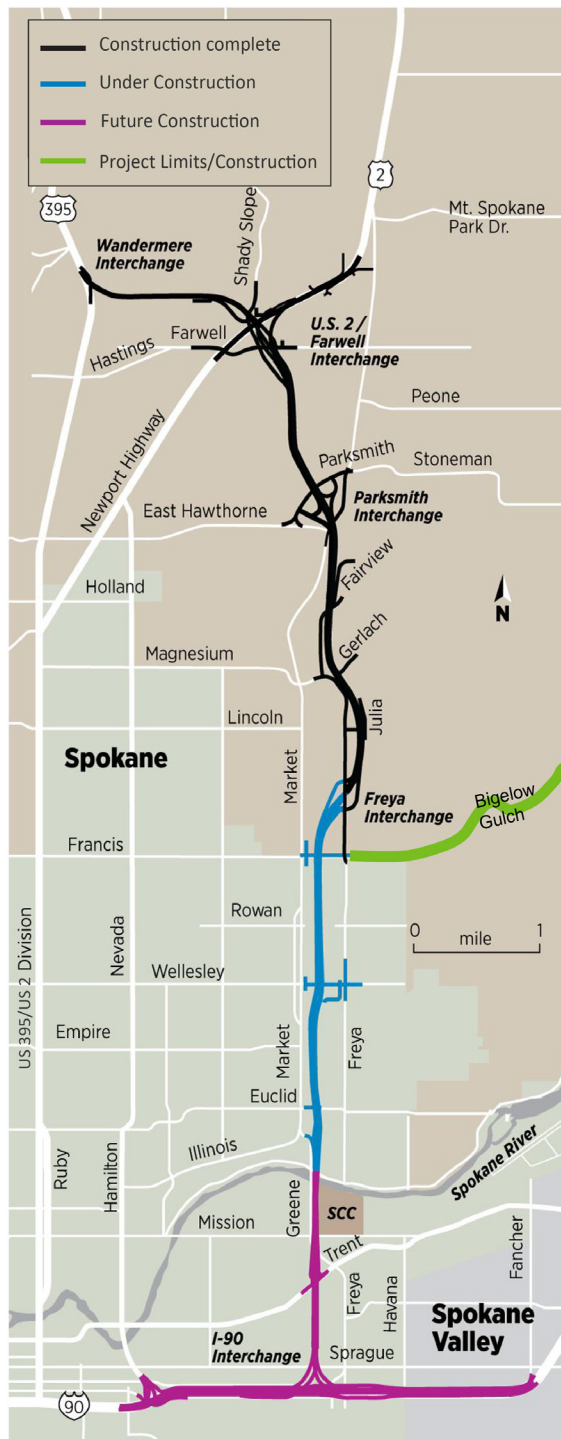 Construction complete
Under Construction
Future Construction
Project Limits/Construction
395
2
Mt. Spokane
Park Dr.
Wandermere
Interchange
Shady Slope
U.S. 2 /
Farwell
Interchange
Farwell
Hastings
Peone
Newport Highway
Parksmith
Stoneman
East Hawthorne
Parksmith
Interchange
Fairview
Holland
N
Gerlach
Magnesium
Julia
Lincoln
Spokane
Market
Freya
Interchange
Bigelow
Gulch
Francis
Rowan
0
1
mile
US 395/US 2 Division
Nevada
Wellesley
Empire
Market
Freya
Euclid
Illinois
Ruby
Hamilton
Spokane River
Greene
SCC
Mission
Trent
Fancher
Freya
Havana
Spokane
Valley
I-90
Interchange
Sprague
90